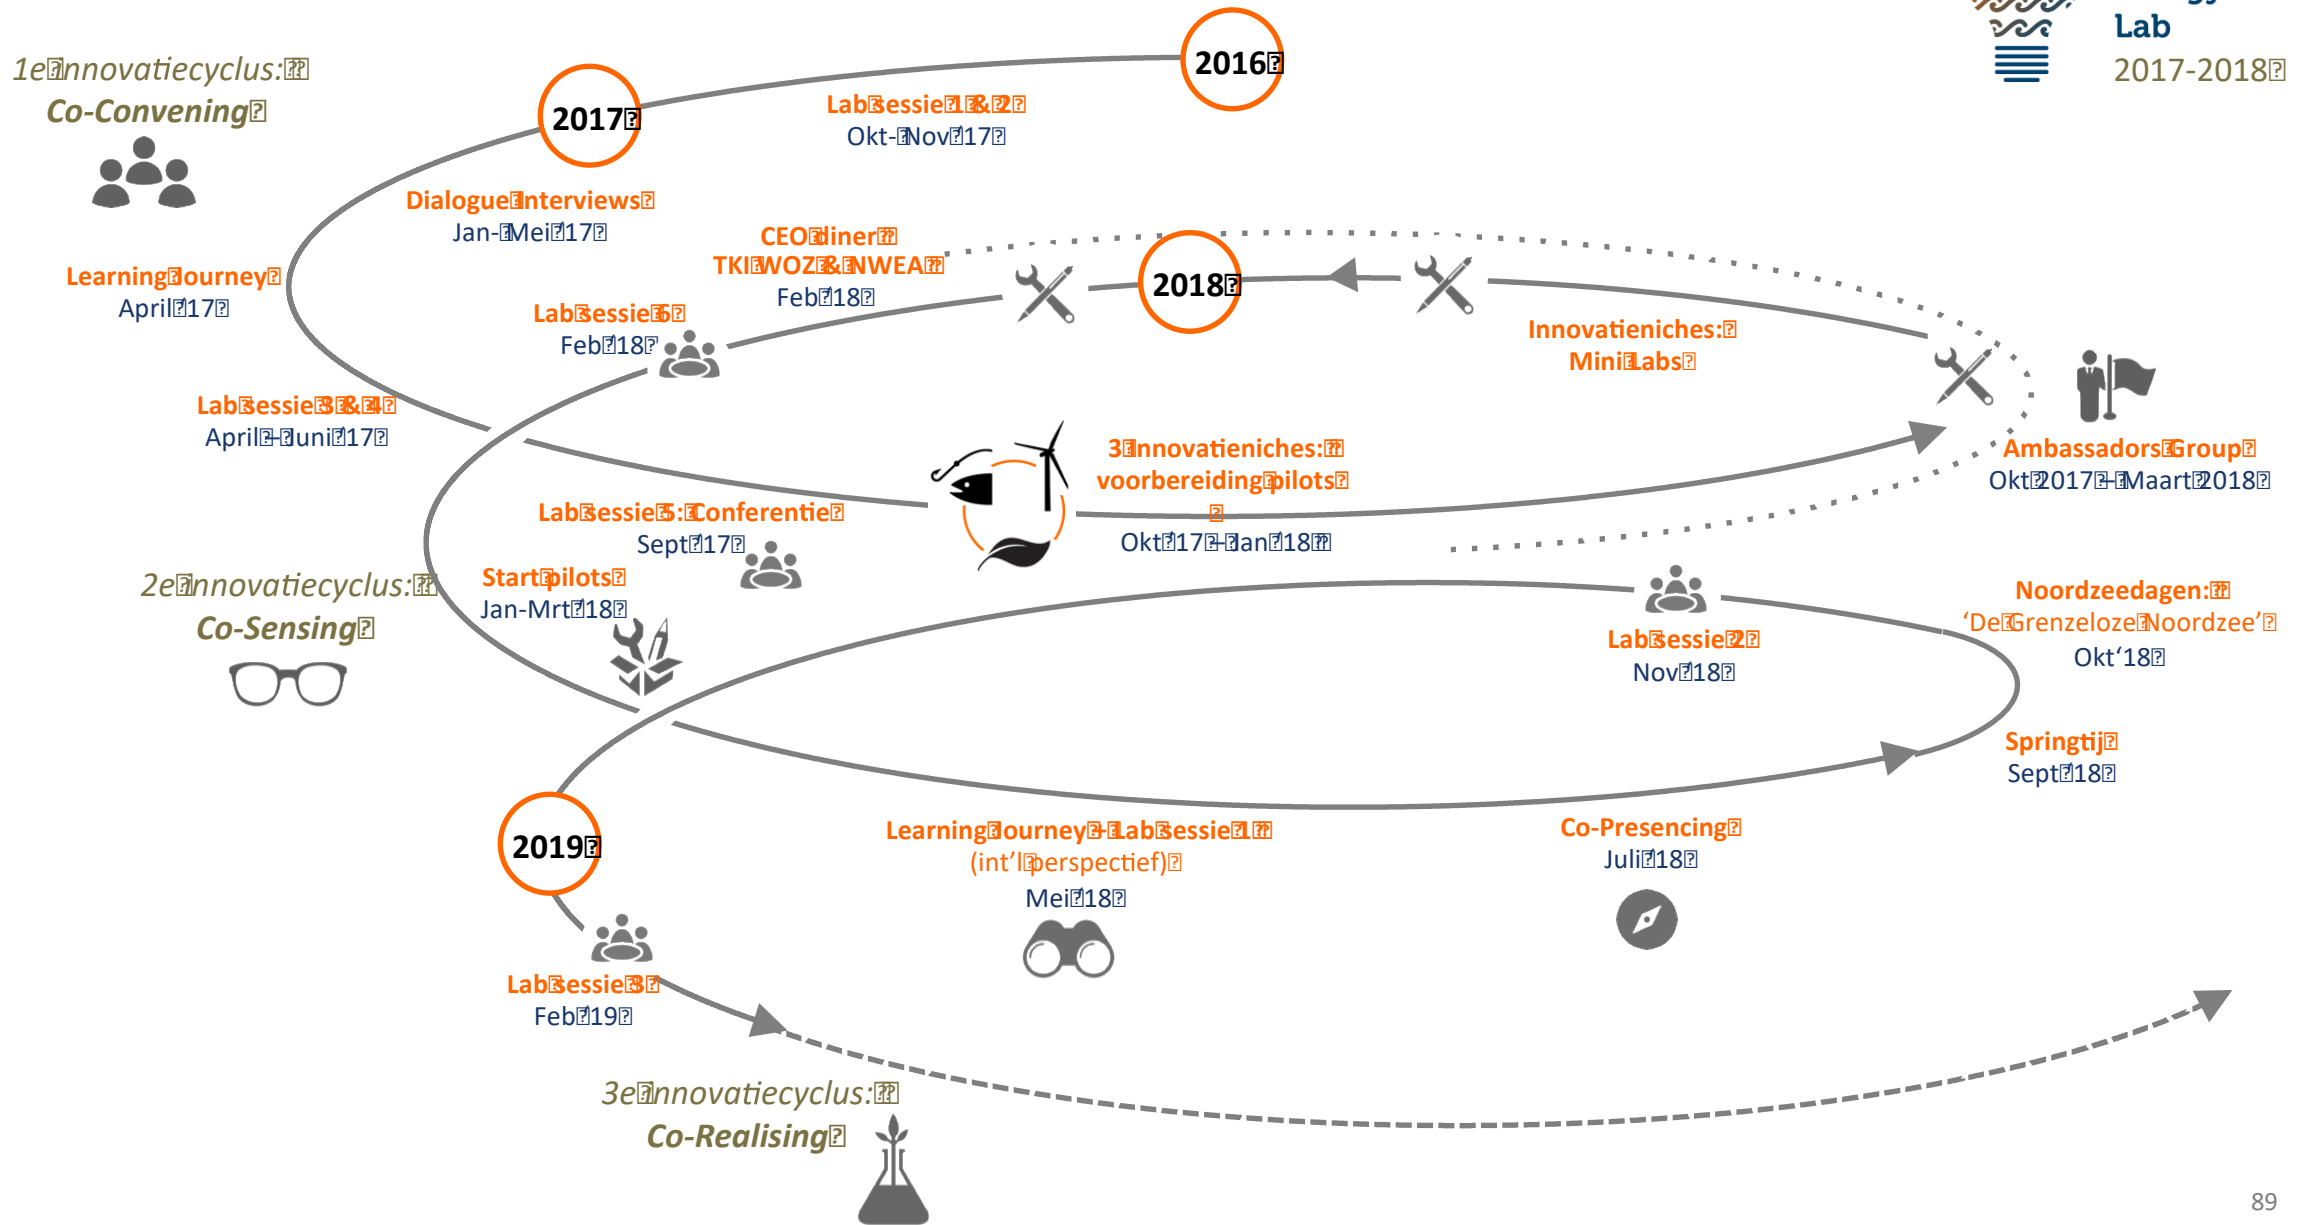 Lab
2017-2018
2016
1e innovatiecyclus:
Co-Convening
2017
Lab sessie 1 & 2
Okt- Nov '17
Dialogue Interviews
Jan- Mei '17
CEO diner
TKI WOZ & NWEA
Feb '18
2018
Learning Journey
April '17
Lab sessie 6
Feb '18
Innovatieniches:
Mini Labs
Lab sessie 3 & 4
April – Juni '17
3 Innovatieniches:
voorbereiding pilots
Okt '17 – Jan '18
Ambassadors Group
Okt 2017 – Maart 2018
Lab sessie 5: Conferentie
Sept '17
2e innovatiecyclus:
Co-Sensing
Start pilots
Jan-Mrt '18
Noordzeedagen:
‘De Grenzeloze Noordzee’
Okt‘18
Lab sessie 2
Nov '18
Springtij
Sept '18
2019
Learning Journey + Lab sessie 1
(int’l perspectief)
Mei '18
Co-Presencing
Juli '18
Lab sessie 3
Feb '19
3e innovatiecyclus:
Co-Realising
89